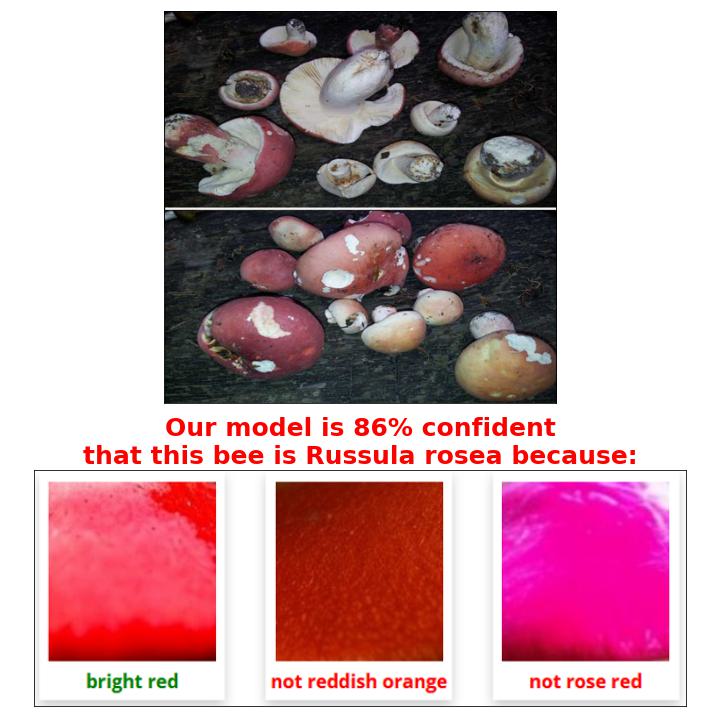 Our model is 86% confident
that this bee is Russula rosea because:
bright red
not reddish orange
not rose red